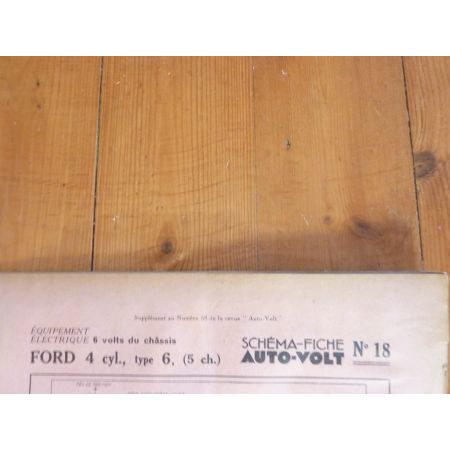 Supplément au Numéro 58 de la revue "Auto-Volt"
ÉQUIPEMENT
ÉLECTRIQUE 6 volts du châssis
FORD 4 cyl., type 6, (5 ch.)
SCHÉMA-FICHE
AUTO-VOLT
N° 18